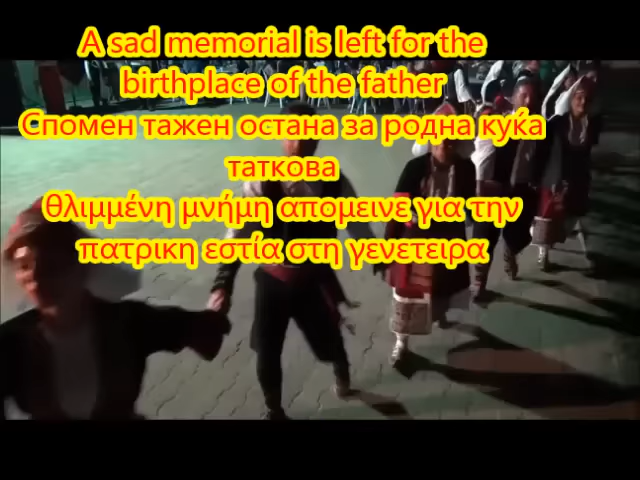 A sad memorial is left for the
birthplace of the father
Спомен тажен остана за родна куќа
таткова
θλιμμένη μνήμη απομεινε για την
πατρικη εστία στη γενετειρα